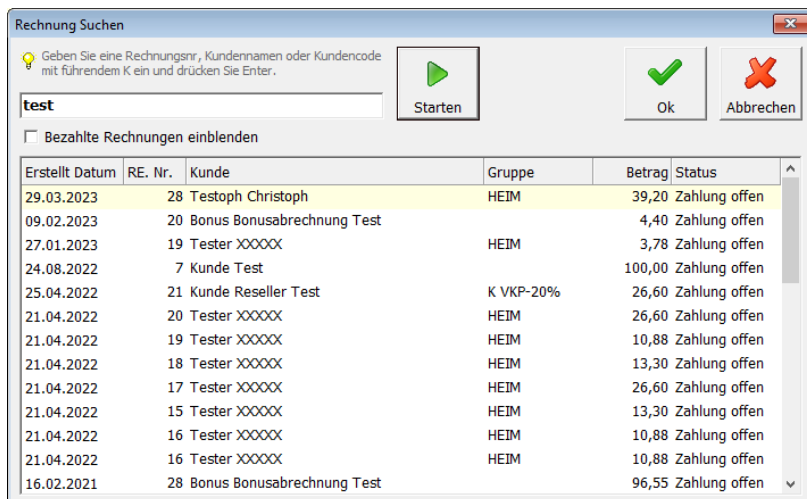 Rechnung Suchen
Geben Sie eine Rechnungsnr, Kundennamen oder Kundencode
mit führendem K ein und drücken Sie Enter.
test
Starten
Ok
Abbrechen
Bezahlte Rechnungen einblenden
Erstellt Datum RE. Nr. Kunde Gruppe Betrag Status
29.03.2023 28 Testoph Christoph HEIM 39,20 Zahlung offen
09.02.2023 20 Bonus Bonusabrechnung Test 4,40 Zahlung offen
27.01.2023 19 Tester XXXXX HEIM 3,78 Zahlung offen
24.08.2022 7 Kunde Test 100,00 Zahlung offen
25.04.2022 21 Kunde Reseller Test K VKP-20% 26,60 Zahlung offen
21.04.2022 20 Tester XXXXX HEIM 26,60 Zahlung offen
21.04.2022 19 Tester XXXXX HEIM 10,88 Zahlung offen
21.04.2022 18 Tester XXXXX HEIM 13,30 Zahlung offen
21.04.2022 17 Tester XXXXX HEIM 26,60 Zahlung offen
21.04.2022 15 Tester XXXXX HEIM 13,30 Zahlung offen
21.04.2022 16 Tester XXXXX HEIM 10,88 Zahlung offen
21.04.2022 16 Tester XXXXX HEIM 10,88 Zahlung offen
16.02.2021 28 Bonus Bonusabrechnung Test 96,55 Zahlung offen